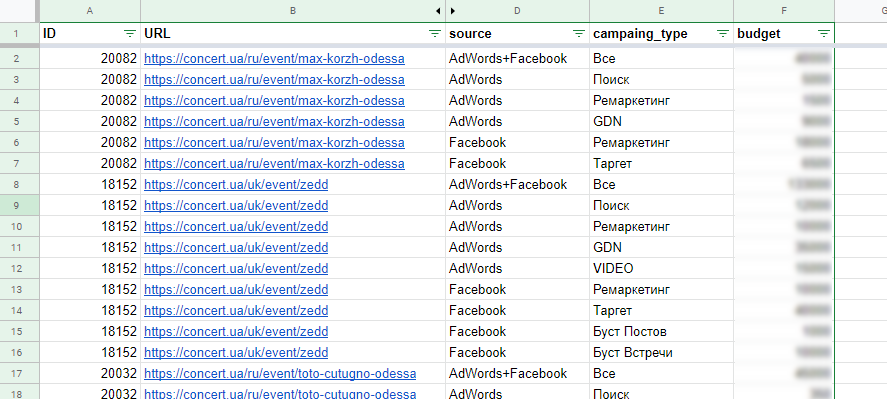 A B D E F G
1 ID URL source campaing_type budget
2 20082 https://concert.ua/ru/event/max-korzh-odessa AdWords+Facebook Все
3 20082 https://concert.ua/ru/event/max-korzh-odessa AdWords Поиск
4 20082 https://concert.ua/ru/event/max-korzh-odessa AdWords Ремаркетинг
5 20082 https://concert.ua/ru/event/max-korzh-odessa AdWords GDN
6 20082 https://concert.ua/ru/event/max-korzh-odessa Facebook Ремаркетинг
7 20082 https://concert.ua/ru/event/max-korzh-odessa Facebook Таргет
8 18152 https://concert.ua/uk/event/zedd AdWords+Facebook Все
9 18152 https://concert.ua/uk/event/zedd AdWords Поиск
10 18152 https://concert.ua/uk/event/zedd AdWords Ремаркетинг
11 18152 https://concert.ua/uk/event/zedd AdWords GDN
12 18152 https://concert.ua/uk/event/zedd AdWords VIDEO
13 18152 https://concert.ua/uk/event/zedd Facebook Ремаркетинг
14 18152 https://concert.ua/uk/event/zedd Facebook Таргет
15 18152 https://concert.ua/uk/event/zedd Facebook Буст Постов
16 18152 https://concert.ua/uk/event/zedd Facebook Буст Встречи
17 20032 https://concert.ua/ru/event/toto-cutugno-odessa AdWords+Facebook Все
18 20032 https://concert.ua/ru/event/toto-cutugno-odessa AdWords Поиск